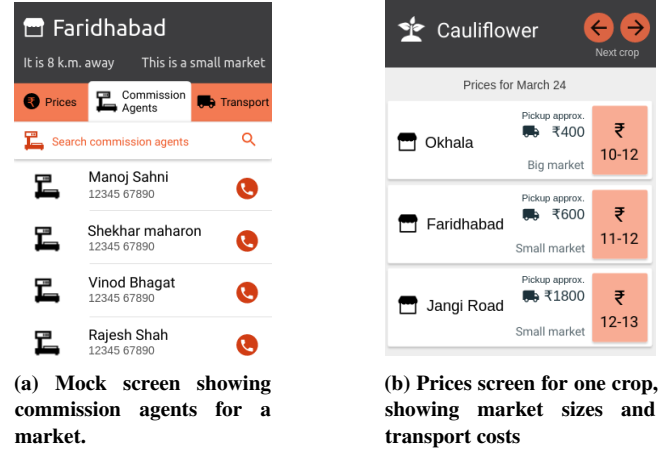 Faridhabad
It is 8 k.m. away This is a small market
Prices
Commission
Agents
Transport
Search commission agents
Manoj Sahni
12345 67890
Shekhar maharon
12345 67890
Vinod Bhagat
12345 67890
Rajesh Shah
12345 67890
(a) Mock screen showing
commission agents for a
market.
Cauliflower
Next crop
Prices for March 24
Okhala
Pickup approx.
₹400
Big market
₹
10-12
Faridhabad
Pickup approx.
₹600
Small market
₹
11-12
Jangi Road
Pickup approx.
₹1800
Small market
₹
12-13
(b) Prices screen for one crop,
showing market sizes and
transport costs